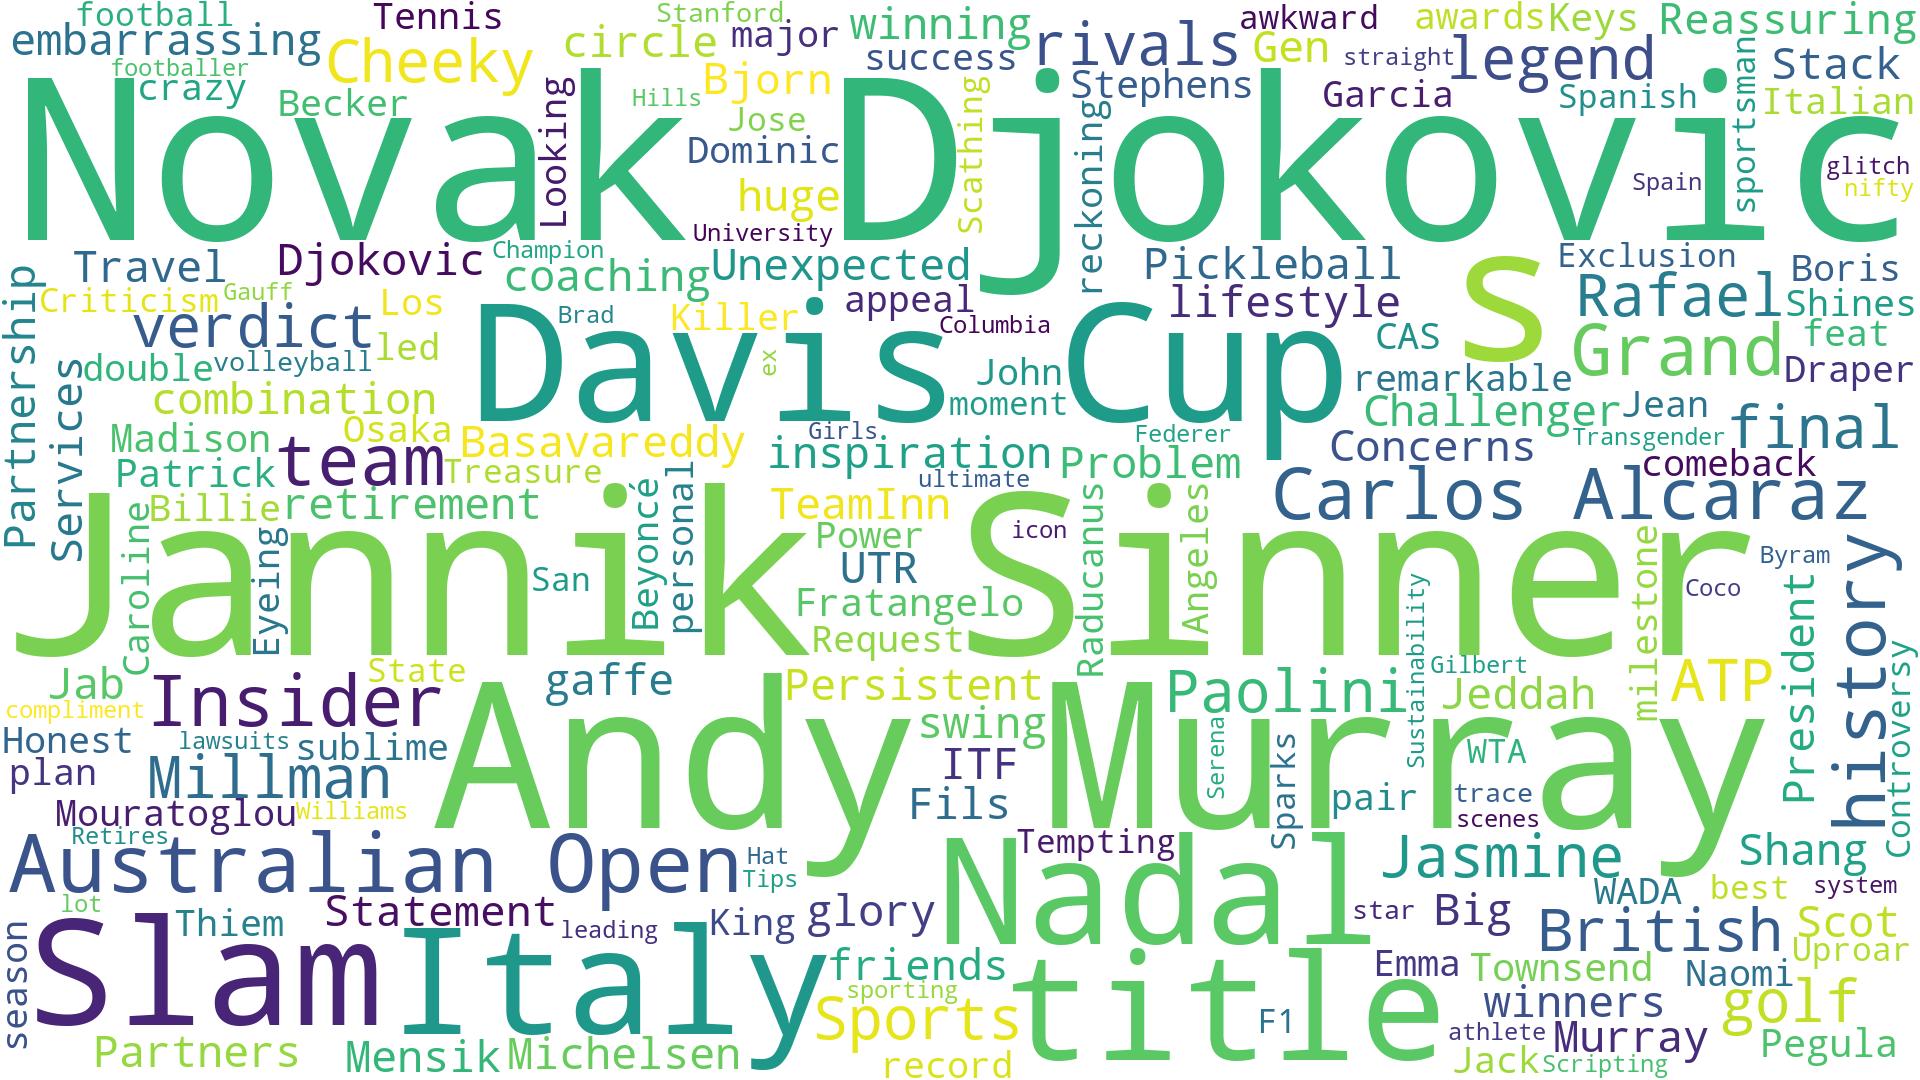 football
Tennis
Stanford
major
winning
awkward
awards
Keys
Reassuring
embarrassing
Cheeky
circle
success
rivals
Gen
straight
legend
Stack
footballer
crazy
Becker
Looking
Bjorn
Hills
Jose
Scathing
Stephens
Garcia
Spanish
sportsman
Italian
Novak Djokovic
Dominic
huge
University
reckoning
Spain
glitch
nifty
Travel
Djokovic
Champion
coaching
Unexpected
Pickleball
s
Exclusion
Boris
Partnership
Criticism
Gauff
Los
Brad
Killer
appeal
Columbia
lifestyle
Rafael
Shines
verdict
led
Davis Cup
CAS
Grand
feat
Services
double
volleyball
ex
John
remarkable
Draper
combination
moment
Challenger
Jean
final
Madison
Osaka
Basavareddy
Girls
inspiration
Federer
Concerns
Transgender
Patrick
team
Treasure
ultimate
Problem
comeback
Billie
retirement
Beyoncé
personal
TeamInn
Raducanu
s
Angeles
Carlos Alcaraz
Caroline
Eyeing
San
Power
icon
milestone
Byram
history
Jannik Sinner
UTR
Fratangelo
Request
Sustainability
Coco
President
Jab
State
gaffe
Persistent
Paolini
Gilbert
Jeddah
ATP
Controversy
compliment
Insider
swing
Serena
Honest
lawsuits
sublime
Andy Murray
ITF
Sparks
WTA
plan
Millman
Fils
pair
trace
Mouratoglou
Williams
scenes
Retires
Tempting
Australian Open
Hat
Tips
Nadal
Jasmine
Shang
lot
Thiem
Statement
leading
King
glory
star
Big
WADA
best
system
season
Slam
Italy
friends
title
British
Scot
Uproar
sporting
Emma
Townsend
Naomi
Sports
F1
winners
golf
athlete
Murray
Partners
Mensik
Michelsen
record
Jack
Scripting
Pegula